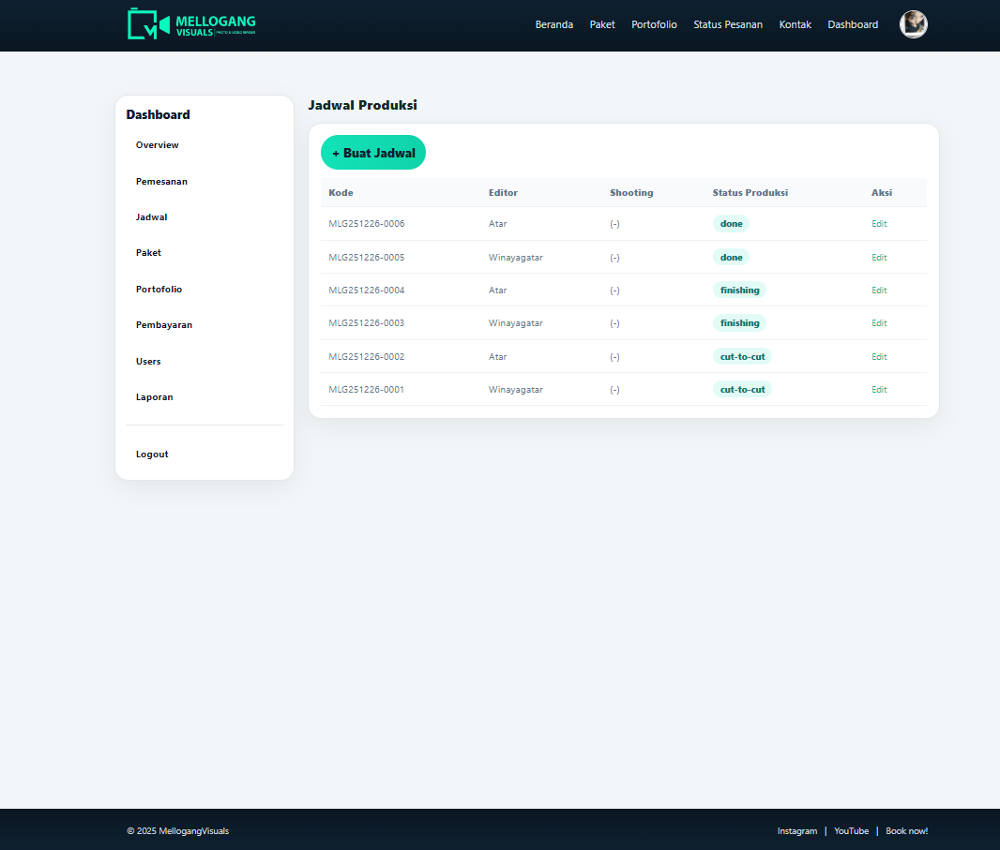 MELLOGANG
VISUALS PHOTO & VIDEO MAKER
Beranda Paket Portofolio Status Pesanan Kontak Dashboard
Dashboard
Overview
Pemesanan
Jadwal
Paket
Portofolio
Pembayaran
Users
Laporan
Logout
Jadwal Produksi
+ Buat Jadwal
Kode Editor Shooting Status Produksi Aksi
MLG251226-0006 Atar (-) done Edit
MLG251226-0005 Winayagatar (-) done Edit
MLG251226-0004 Atar (-) finishing Edit
MLG251226-0003 Winayagatar (-) finishing Edit
MLG251226-0002 Atar (-) cut-to-cut Edit
MLG251226-0001 Winayagatar (-) cut-to-cut Edit
© 2025 MellogangVisuals
Instagram | YouTube | Book now!